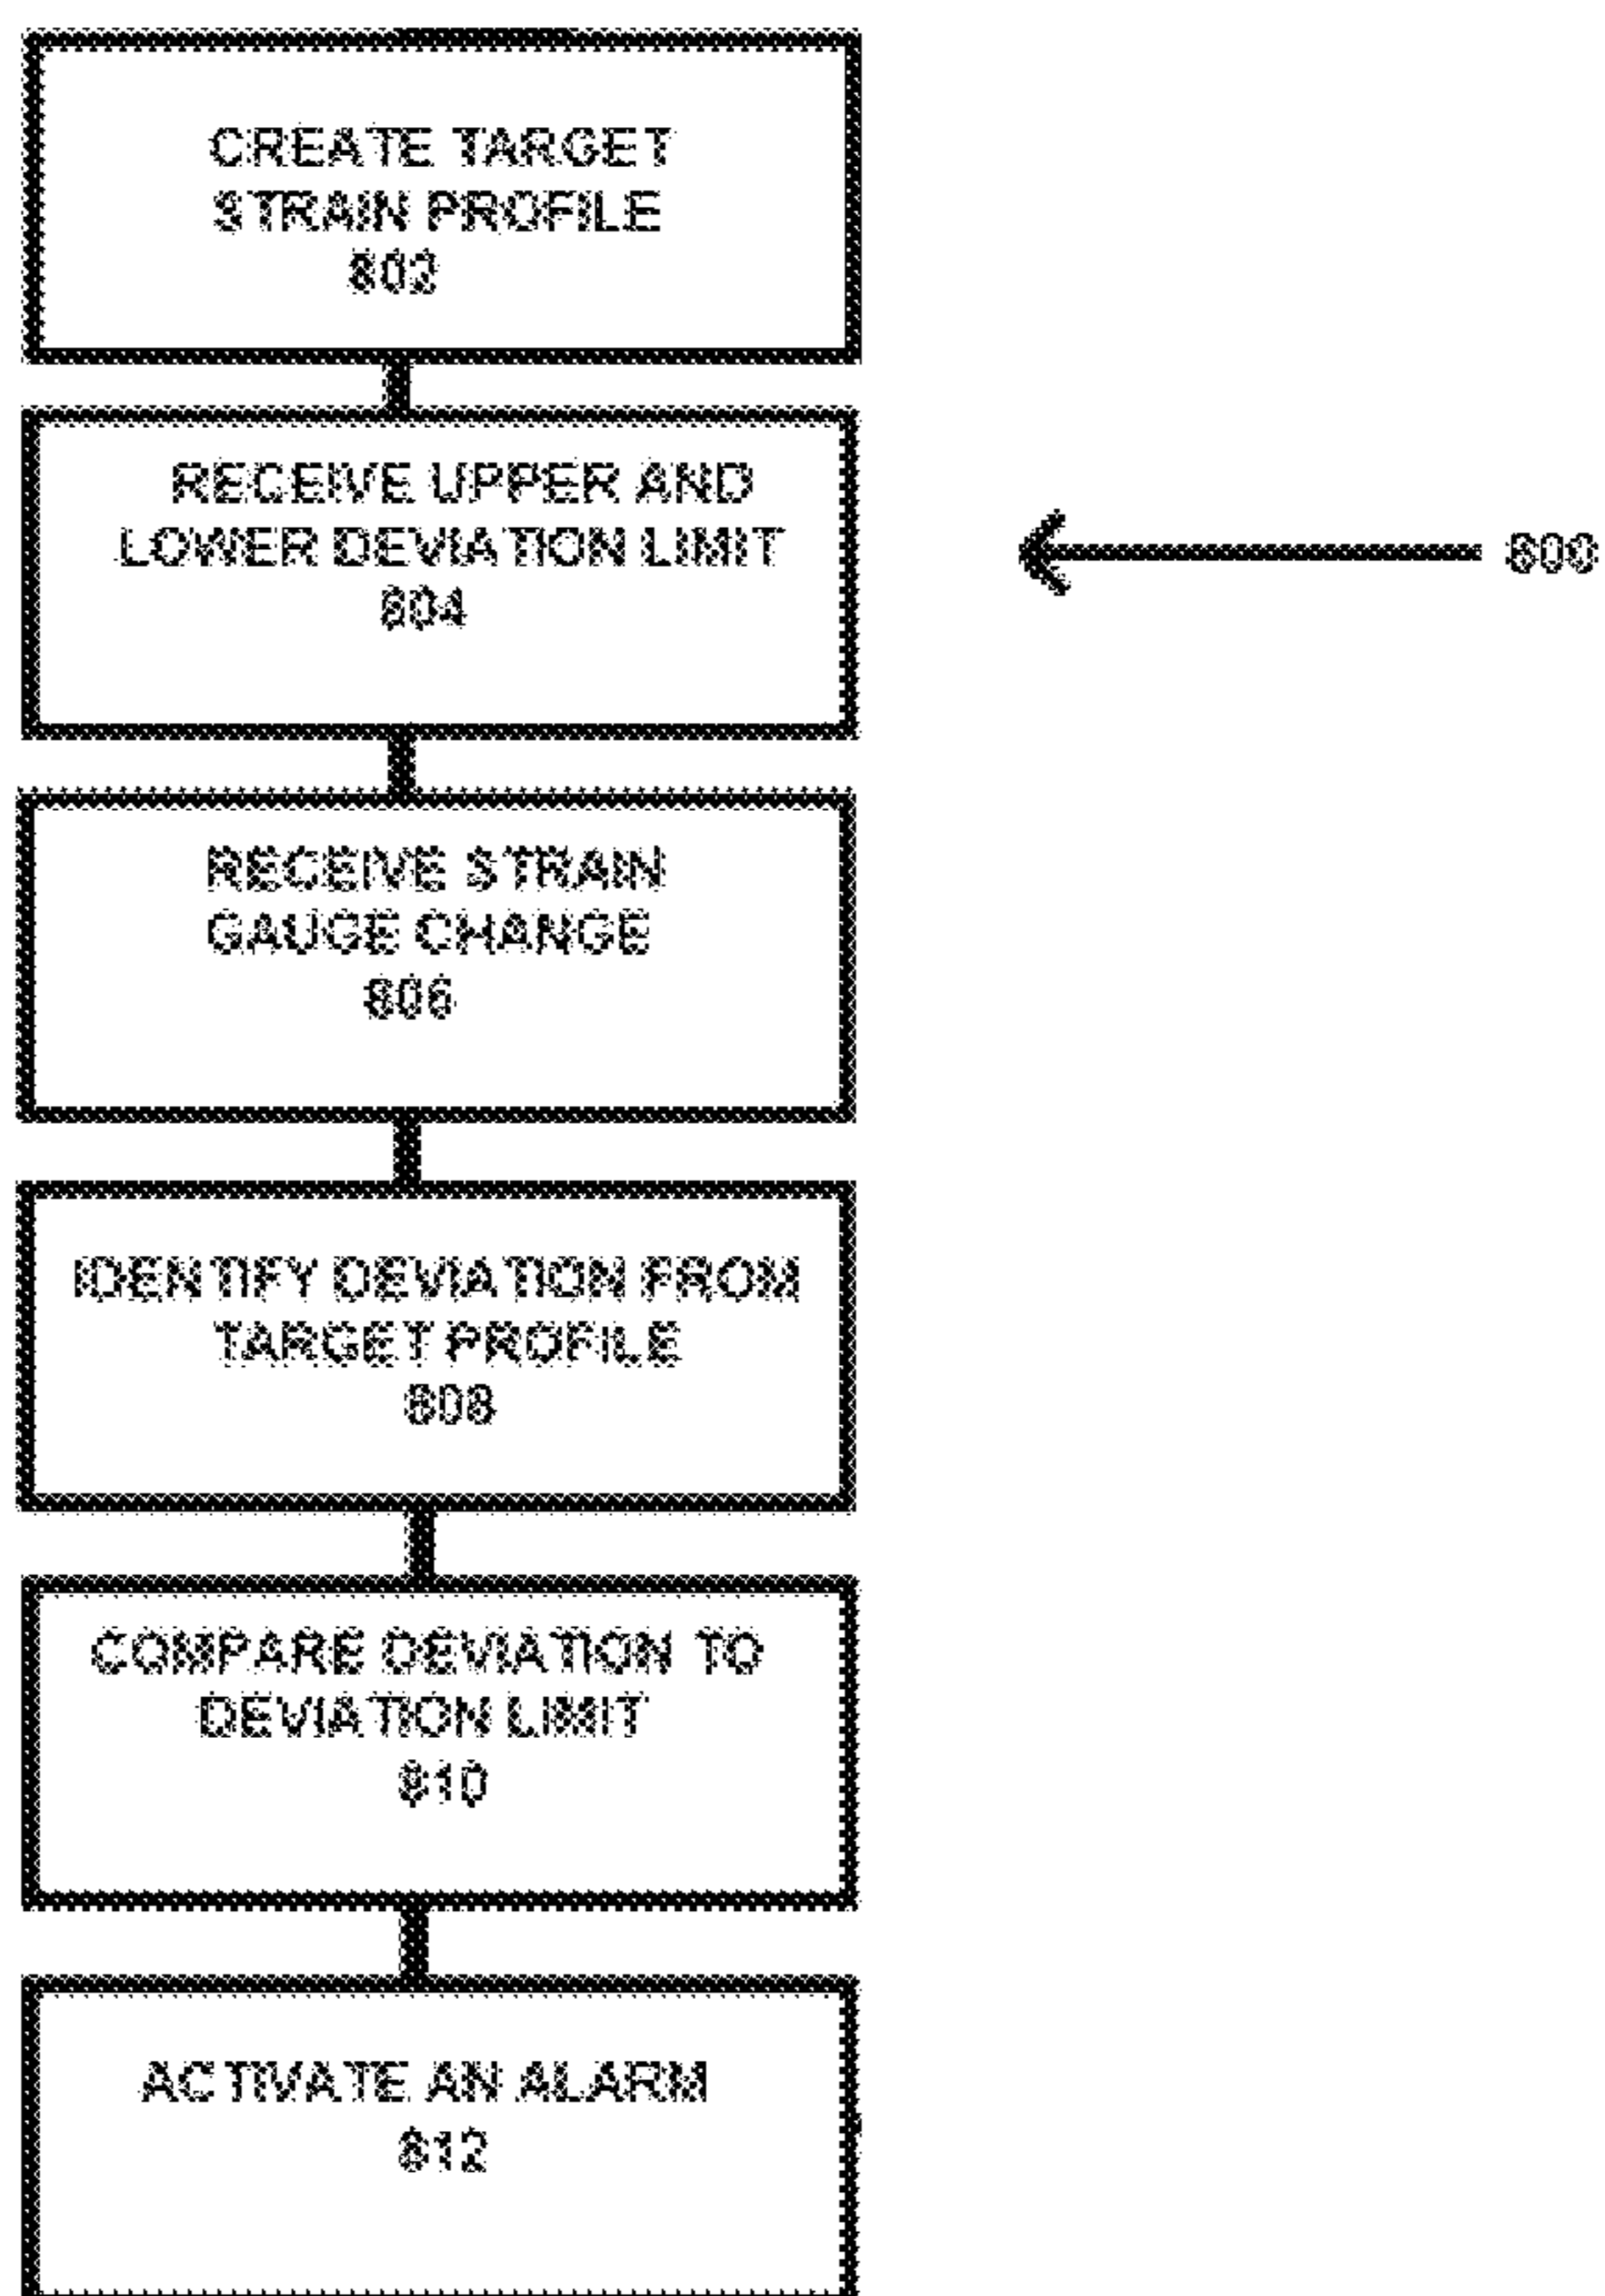 CREATE TARGET
STRAIN PROFILE
802
RECEIVE UPPER AND
LOWER DEVIATION LIMIT
804
800
RECEIVE STRAIN
GAUGE CHANGE
806
IDENTIFY DEVIATION FROM
TARGET PROFILE
808
COMPARE DEVIATION TO
DEVIATION LIMIT
810
ACTIVATE AN ALARM
812